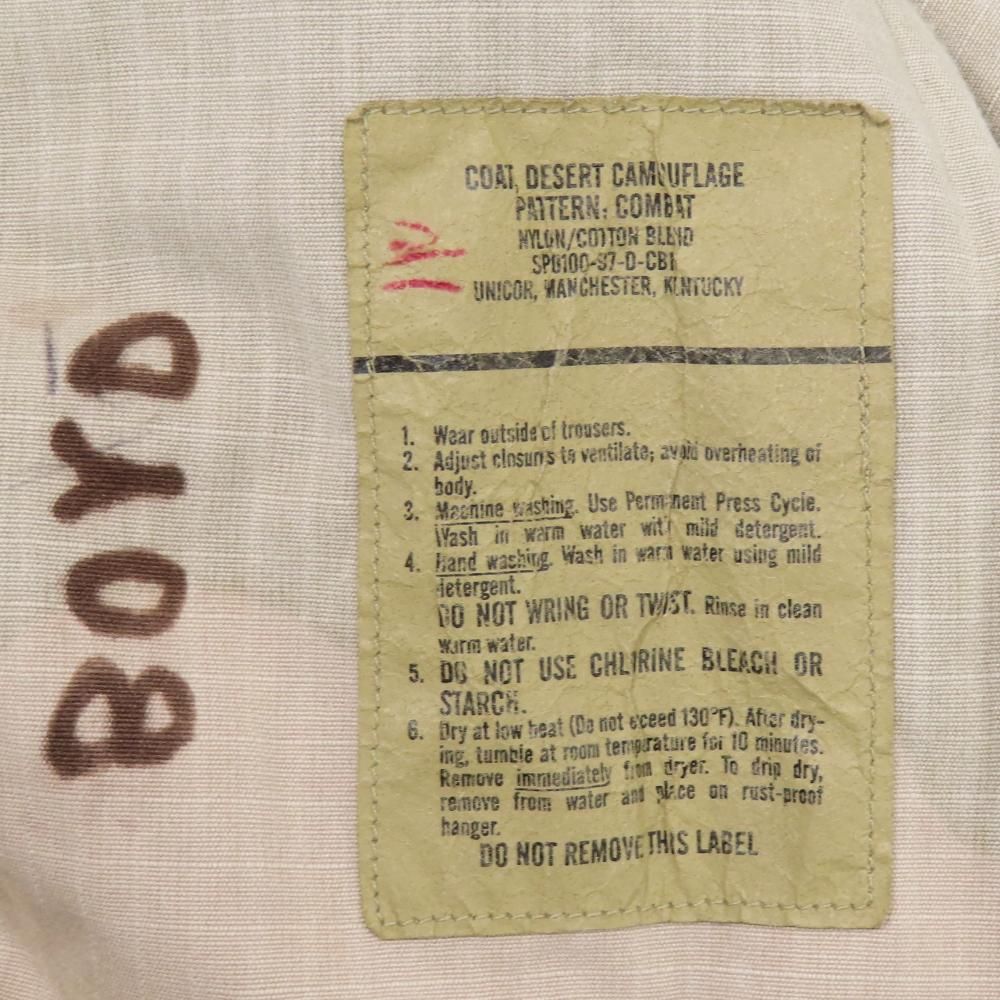 COAT, DESERT CAMOUFLAGE
PATTERN: COMBAT
NYLON/COTTON BLEND
UNICOR, MANCHESTER, KENTUCKY
BOYD
1. Wear outside of trousers.
2. Adjust closures to ventilate; avoid overheating of
body.
3. Machine washing. Use Permanent Press Cycle.
Wash in warm water with mild detergent.
4. Hand washing. Wash in warm water using mild
detergent.
DO NOT WRING OR TWIST. Rinse in clean
warm water.
5. DO NOT USE CHLORINE BLEACH OR
STARCH.
6. Dry at low heat (Do not exceed 130°F). After dry-
ing, tumble at room temperature for 10 minutes.
Remove immediately from dryer. To drip dry,
remove from water and place on rust-proof
hanger.
DO NOT REMOVE THIS LABEL